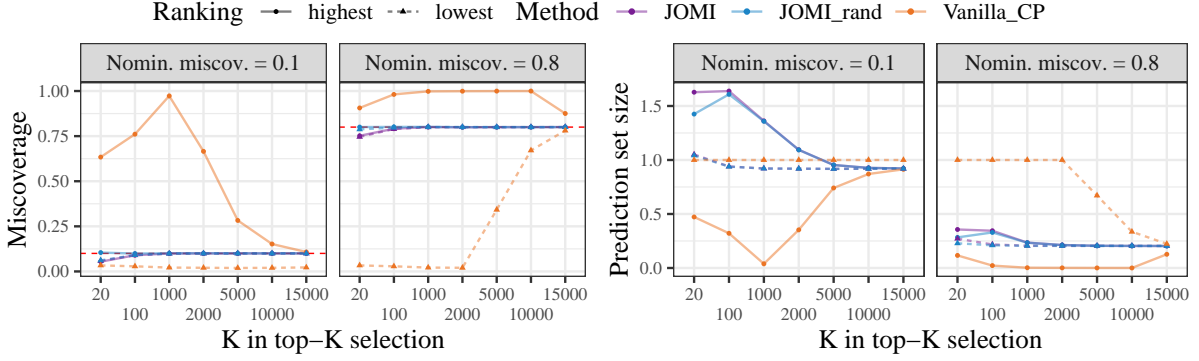 Ranking highest lowest Method JOMI JOMI_rand Vanilla_CP
Nomin. miscov. = 0.1 Nomin. miscov. = 0.8
Miscoverage
1.00
0.75
0.50
0.25
0.00
20 1000 5000 15000 20 1000 5000 15000
100 2000 10000 100 2000 10000
K in top−K selection
Nomin. miscov. = 0.1 Nomin. miscov. = 0.8
Prediction set size
1.5
1.0
0.5
0.0
20 1000 5000 15000 20 1000 5000 15000
100 2000 10000 100 2000 10000
K in top−K selection